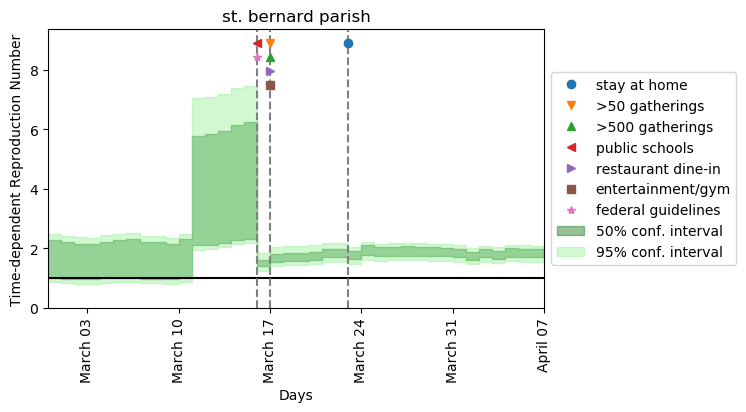 st. bernard parish
Time-dependent Reproduction Number
8
6
4
2
0
March 03
March 10
March 17
March 24
March 31
April 07
Days
stay at home
>50 gatherings
>500 gatherings
public schools
restaurant dine-in
entertainment/gym
federal guidelines
50% conf. interval
95% conf. interval